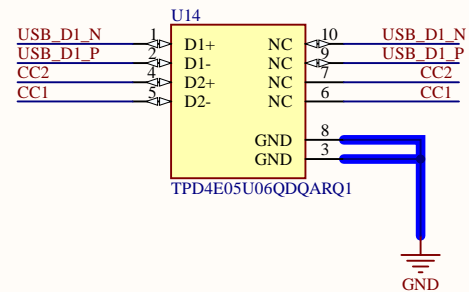 U14
USB_D1_N 1 D1+ NC 10 USB_D1_N
USB_D1_P 2 D1- NC 9 USB_D1_P
CC2 4 D2+ NC 7 CC2
CC1 5 D2- NC 6 CC1
GND 8
GND 3
TPD4E05U06QDQARQ1
GND